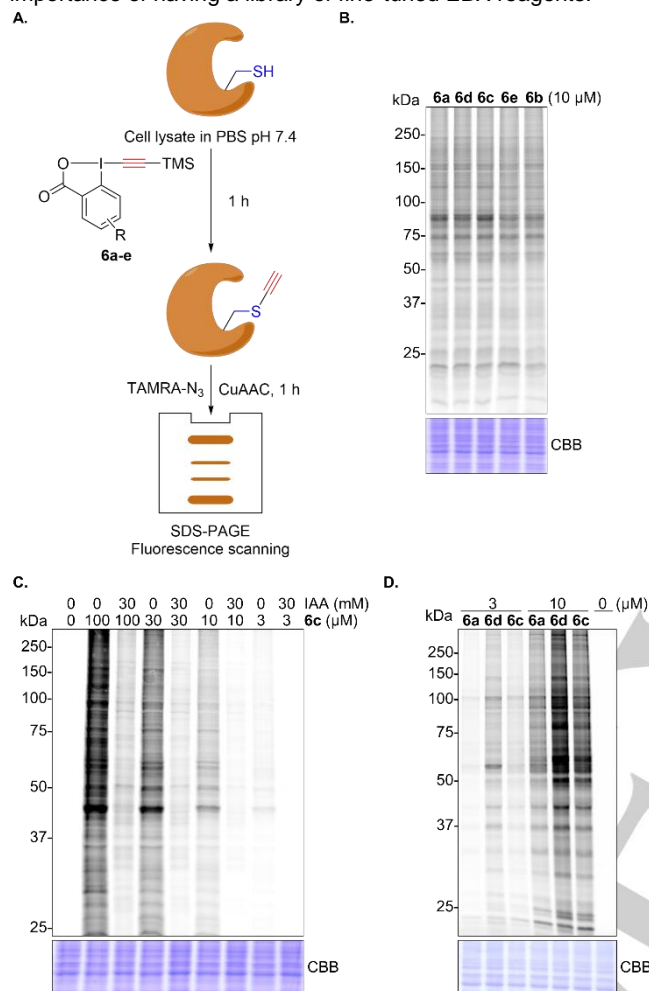 importance of having a library of fine-tuned EBX reagents.
A.
SH
Cell lysate in PBS pH 7.4
O I TMS
O
R
6a-e
1 h
S
TAMRA-N3 CuAAC, 1 h
SDS-PAGE
Fluorescence scanning
B.
kDa 6a 6d 6c 6e 6b (10 µM)
250-
150-
100-
75-
50-
37-
25-
CBB
C.
0 0 30 0 30 0 30 0 30 IAA (mM)
kDa 0 100 100 30 30 10 10 3 3 6c (µM)
250-
150-
100-
75-
50-
37-
25-
CBB
D.
3 10 0 (µM)
kDa 6a 6d 6c 6a 6d 6c
250-
150-
100-
75-
50-
37-
25-
CBB